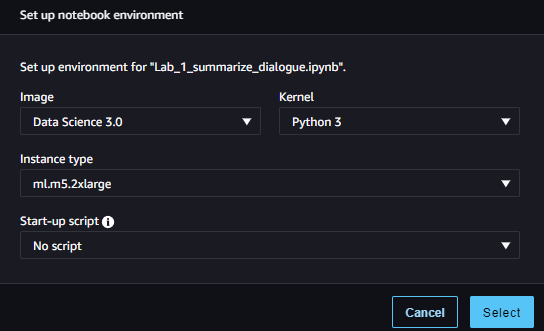 Set up notebook environment
Set up environment for "Lab_1_summarize_dialogue.ipynb".
Image
Kernel
Data Science 3.0
Python 3
Instance type
ml.m5.2xlarge
Start-up script
No script
Cancel
Select